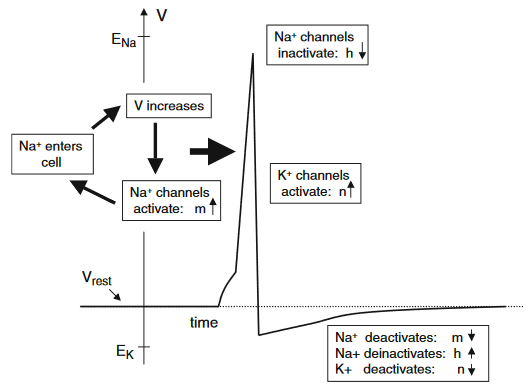 V
E_Na
Na⁺ channels
inactivate: h
V increases
Na⁺ enters
cell
K⁺ channels
activate: n
Na⁺ channels
activate: m
V_rest
time
E_K
Na⁺ deactivates: m
Na+ deinactivates: h
K+ deactivates: n